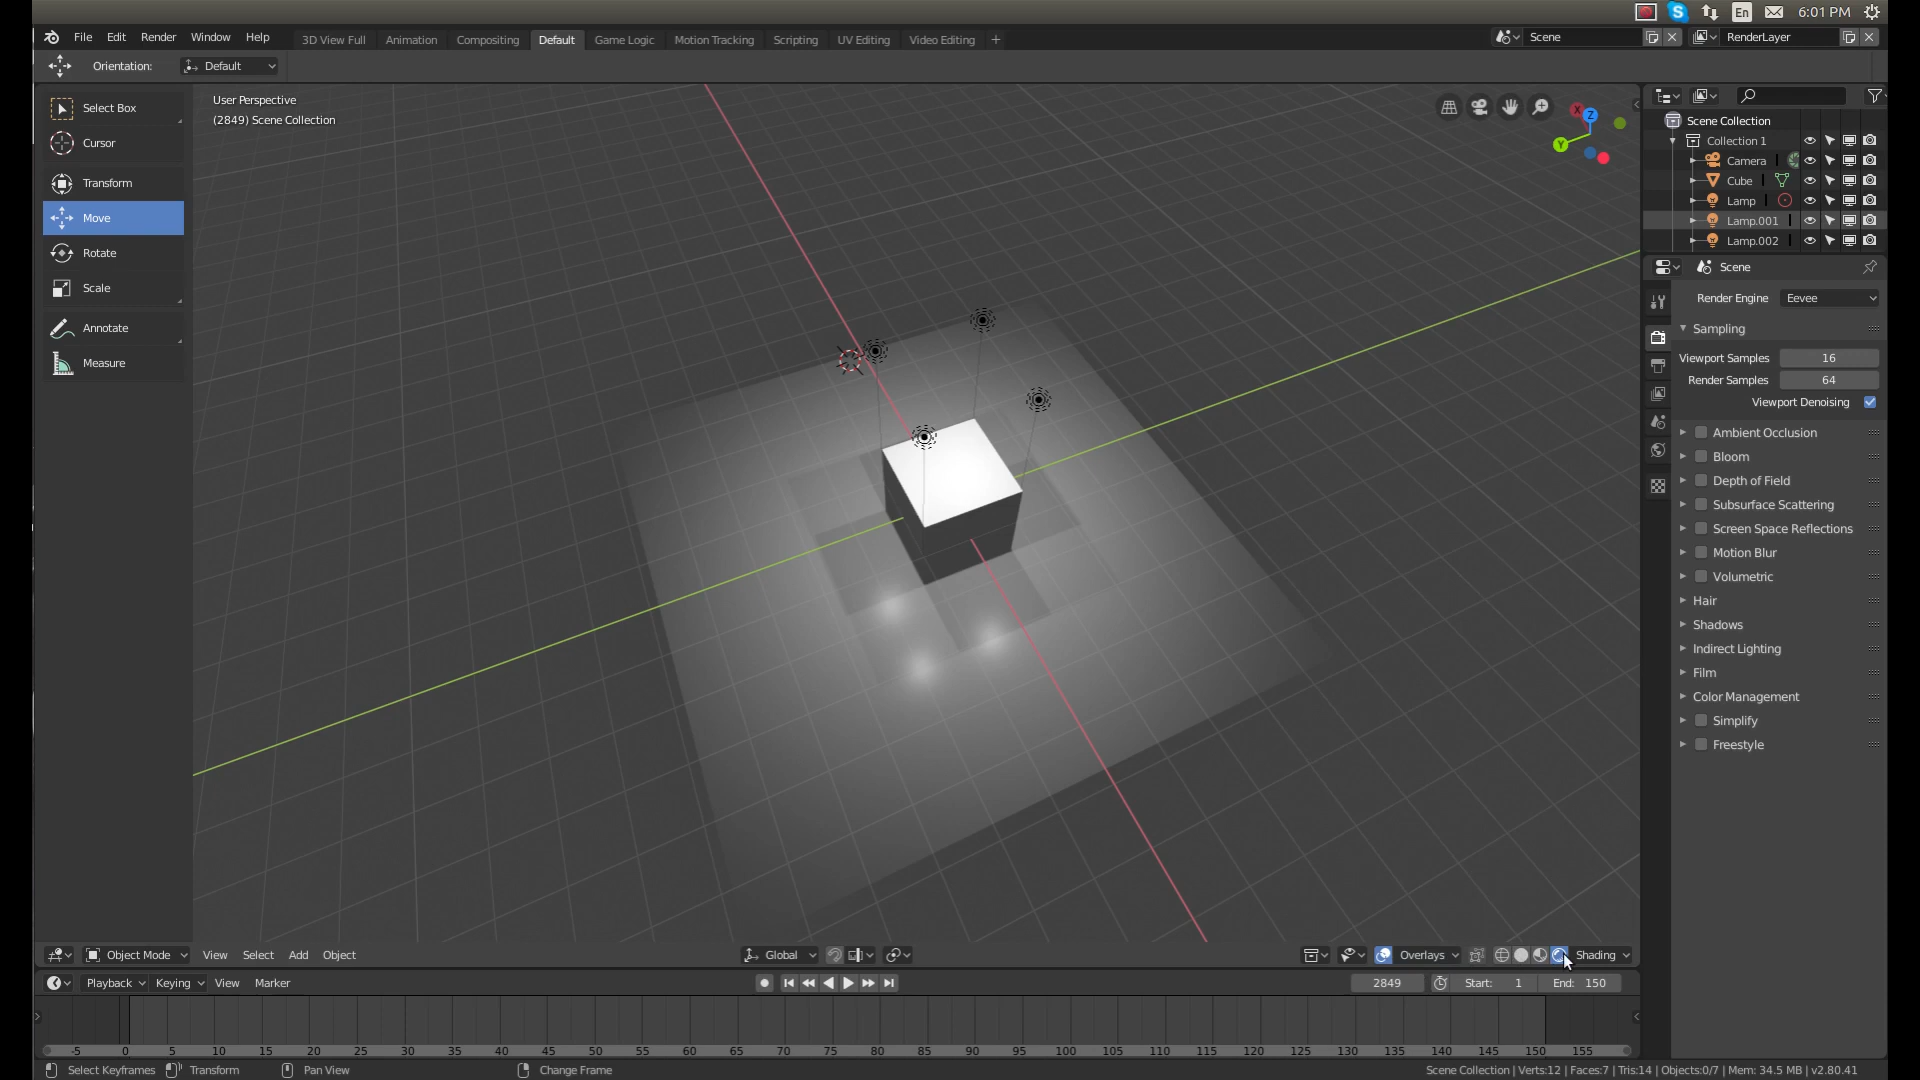 En 6:01 PM
File Edit Render Window Help 3D View Full Animation Compositing Default Game Logic Motion Tracking Scripting UV Editing Video Editing + Scene RenderLayer
Orientation: Default
Select Box
Cursor
Transform
Move
Rotate
Scale
Annotate
Measure
User Perspective
(2849) Scene Collection
X
Z
Y
Scene Collection
Collection 1
Camera
Cube
Lamp
Lamp.001
Lamp.002
Scene
Render Engine Eevee
Sampling
Viewport Samples 16
Render Samples 64
Viewport Denoising
Ambient Occlusion
Bloom
Depth of Field
Subsurface Scattering
Screen Space Reflections
Motion Blur
Volumetric
Hair
Shadows
Indirect Lighting
Film
Color Management
Simplify
Freestyle
Object Mode View Select Add Object Global Overlays Shading
Playback Keying View Marker 2849 Start: 1 End: 150
-5 0 5 10 15 20 25 30 35 40 45 50 55 60 65 70 75 80 85 90 95 100 105 110 115 120 125 130 135 140 145 150 155
Select Keyframes Transform Pan View Change Frame Scene Collection | Verts:12 | Faces:7 | Tris:14 | Objects:0/7 | Mem: 34.5 MB | v2.80.41